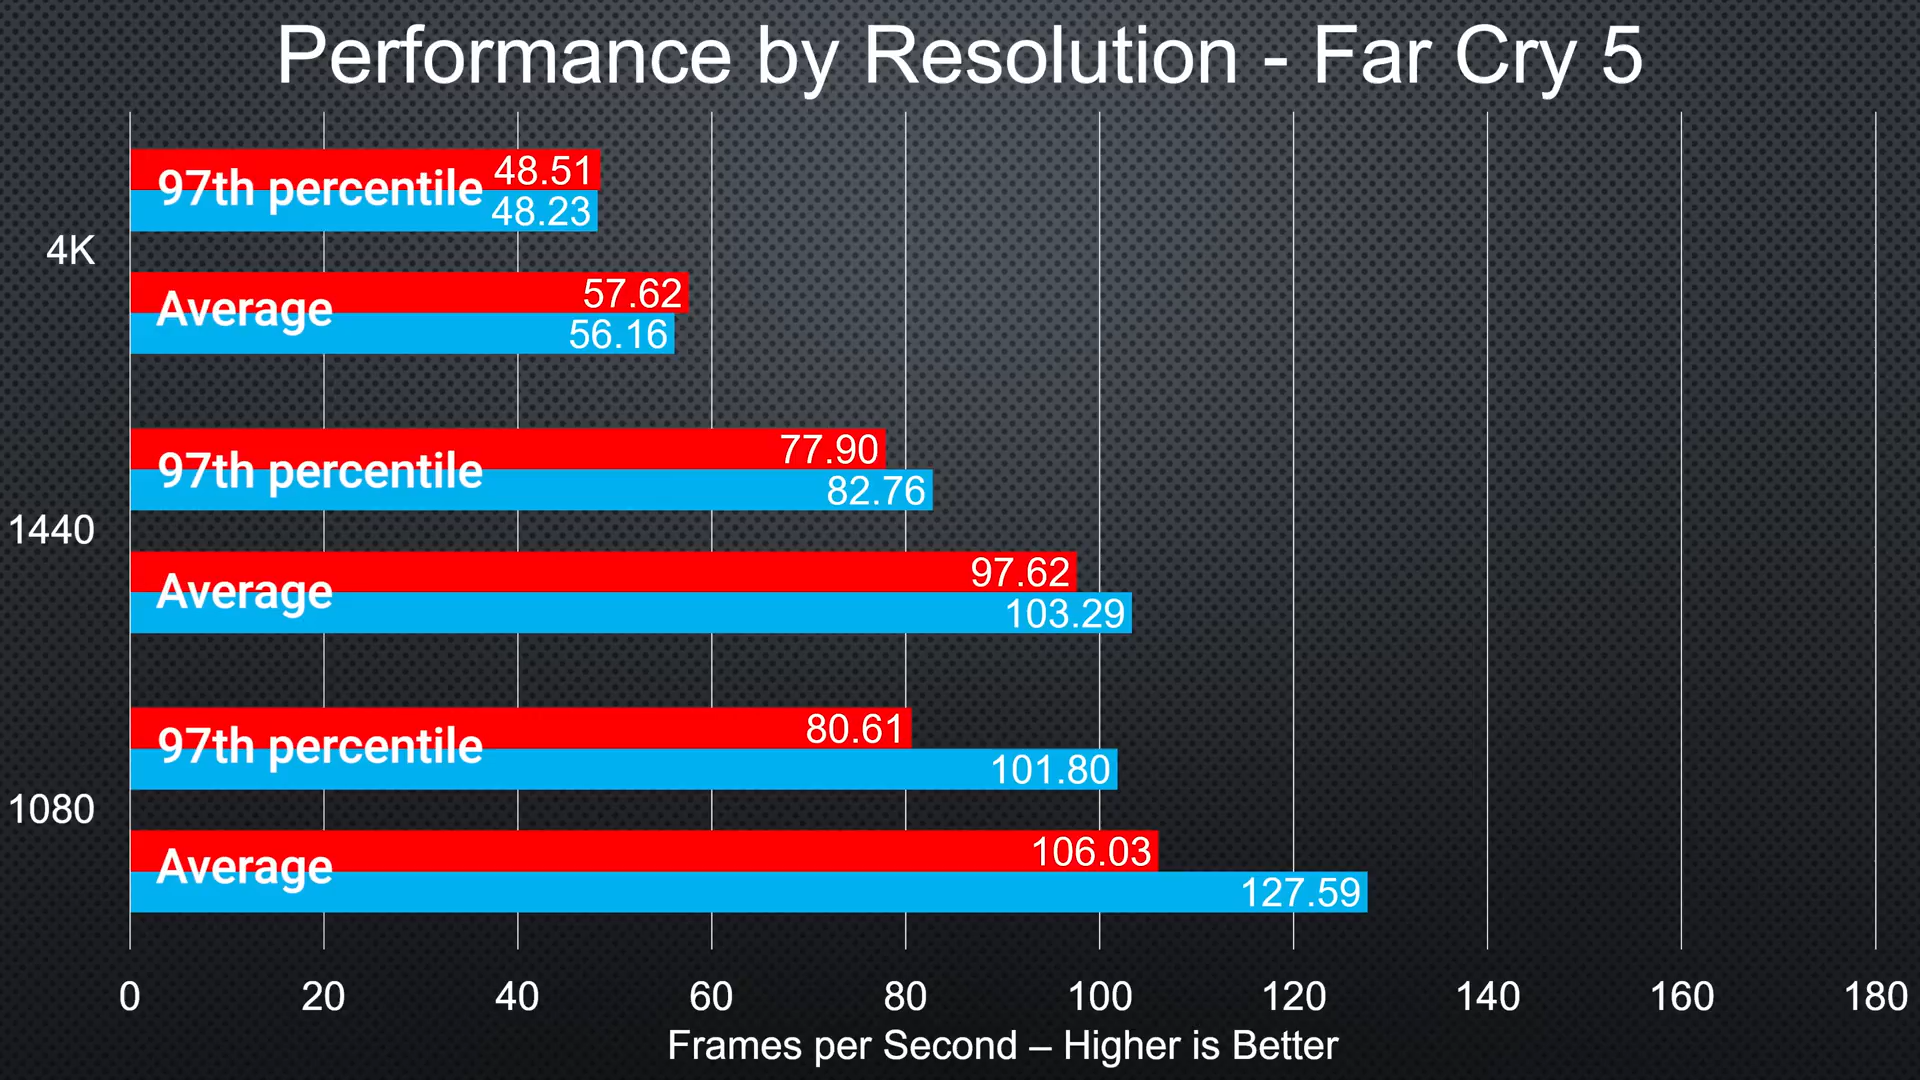 Performance by Resolution - Far Cry 5
4K
97th percentile
48.51
48.23
Average
57.62
56.16
1440
97th percentile
77.90
82.76
Average
97.62
103.29
1080
97th percentile
80.61
101.80
Average
106.03
127.59
0 20 40 60 80 100 120 140 160 180
Frames per Second – Higher is Better